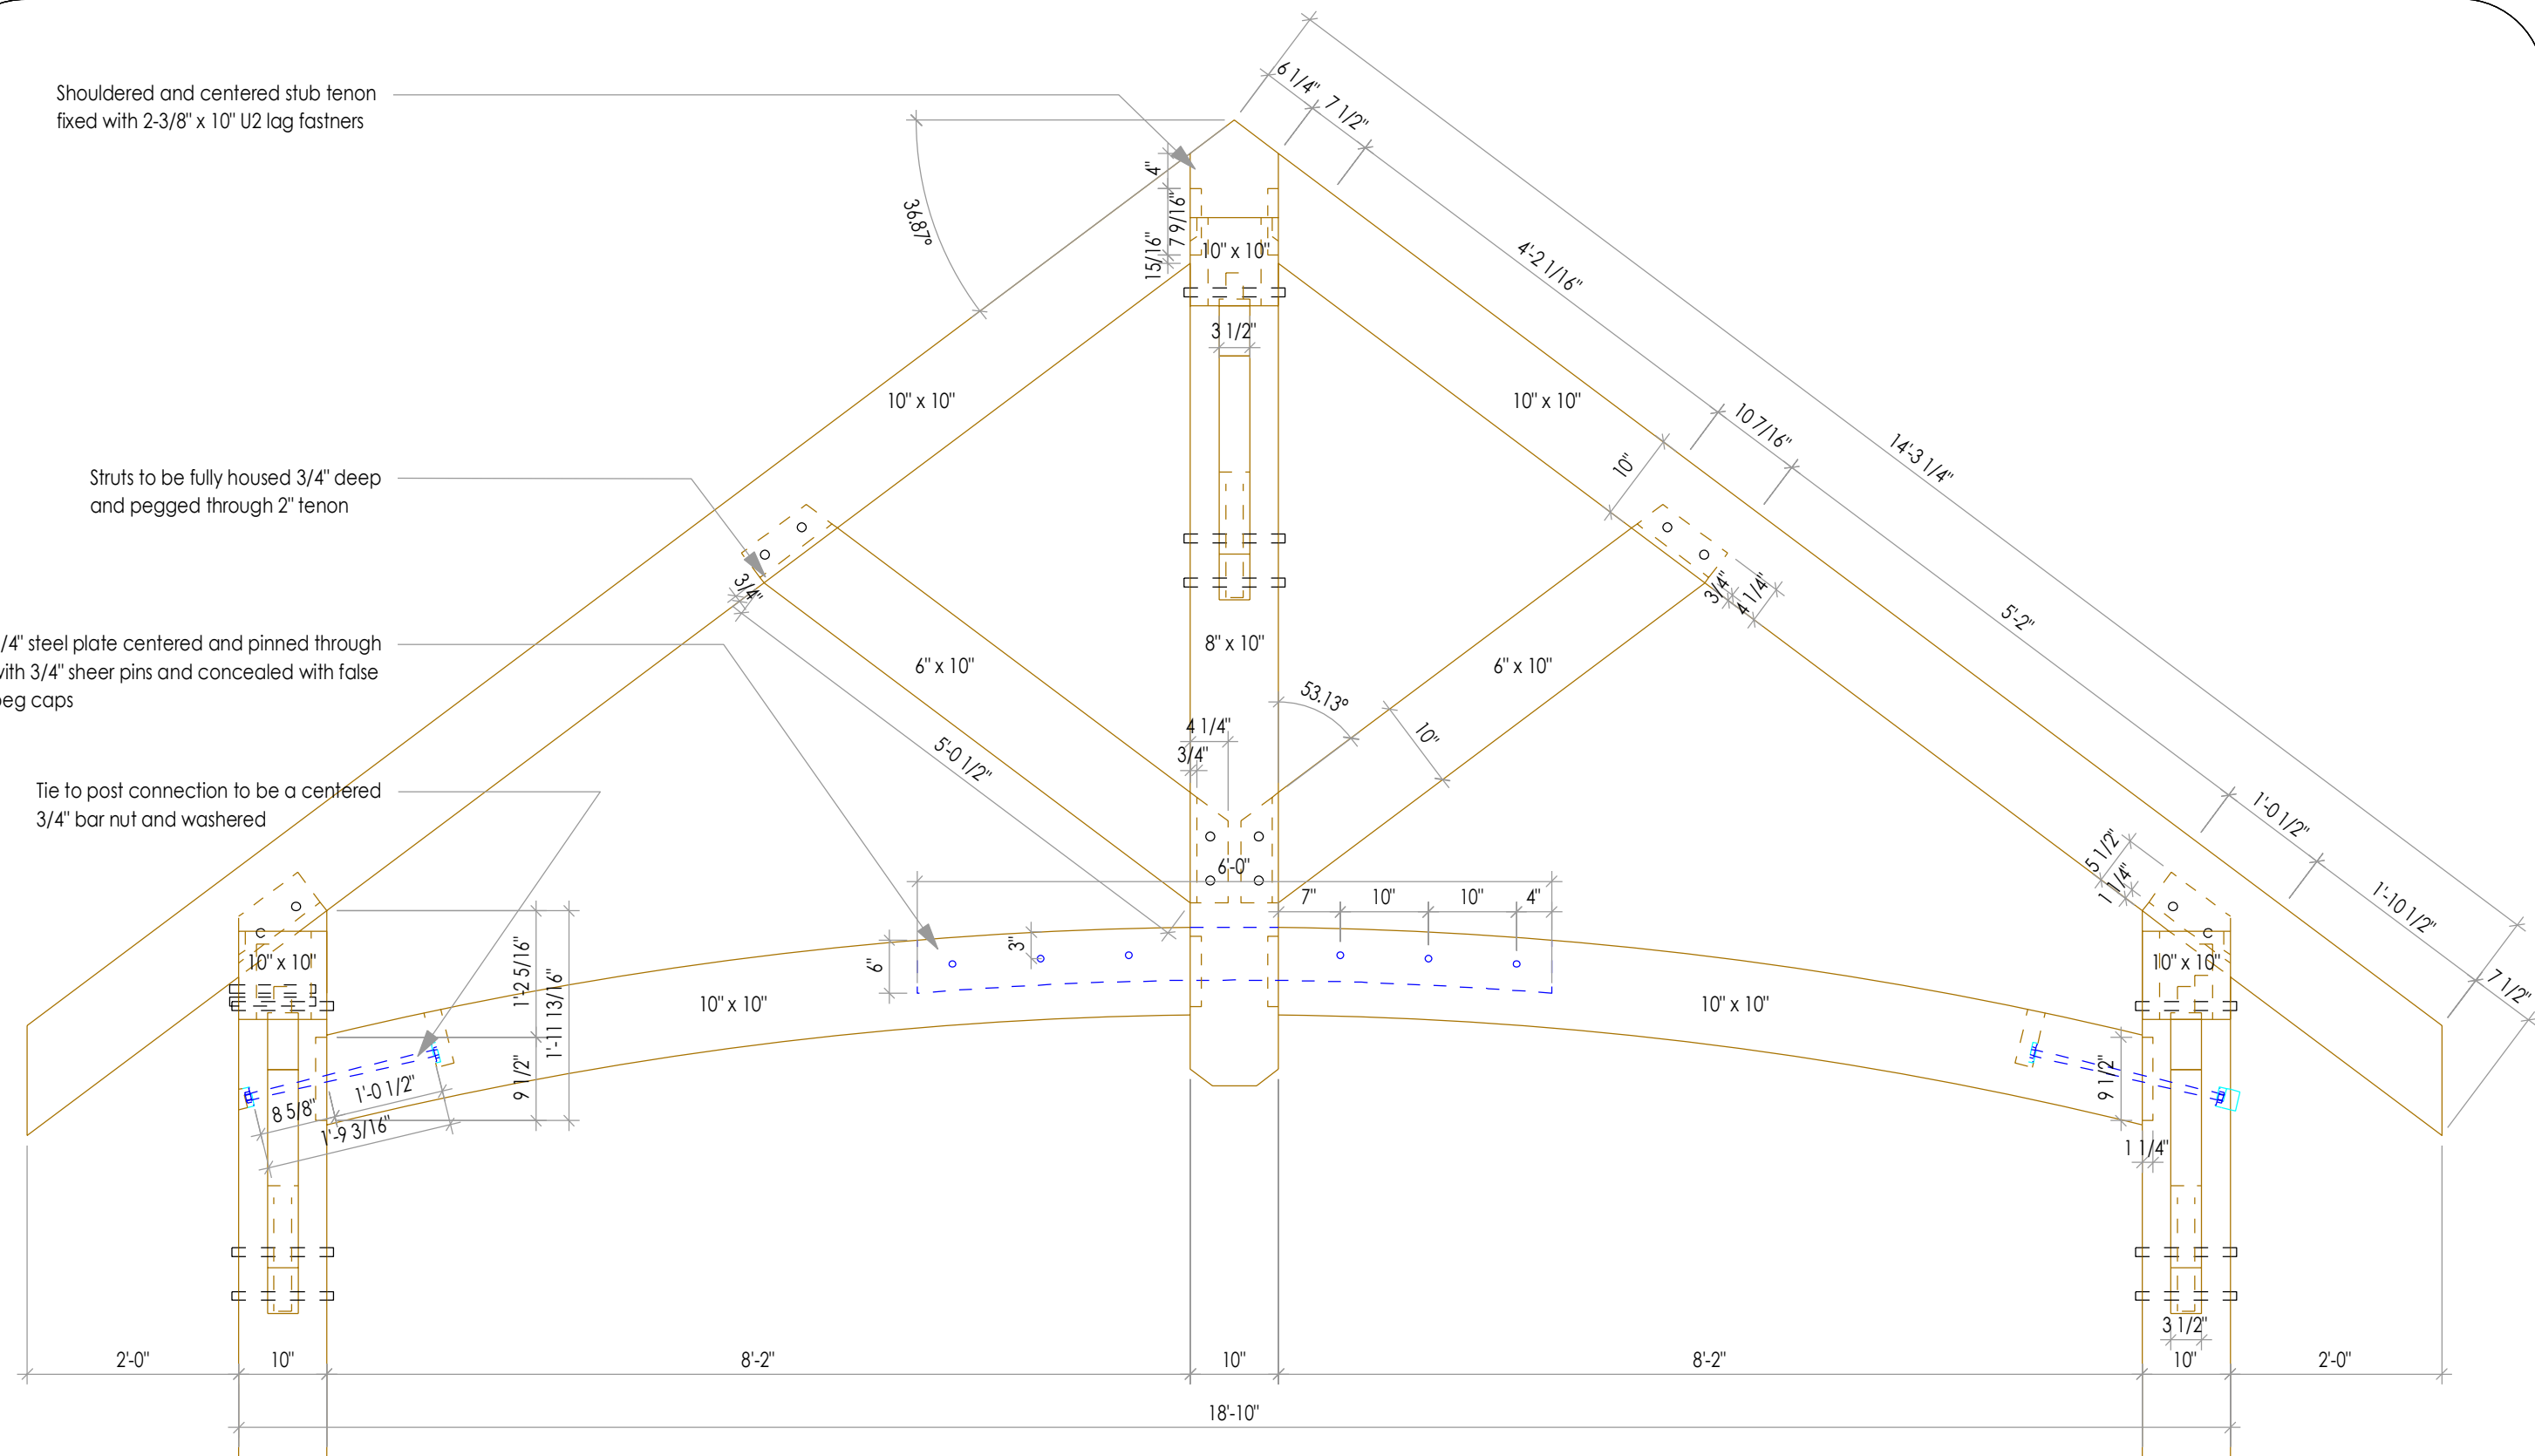 Shouldered and centered stub tenon
fixed with 2-3/8" x 10" U2 lag fastners
Struts to be fully housed 3/4" deep
and pegged through 2" tenon
/4" steel plate centered and pinned through
with 3/4" sheer pins and concealed with false
peg caps
Tie to post connection to be a centered
3/4" bar nut and washered
36.87°
4"
7 9/16"
15/16"
10" x 10"
3 1/2"
6 1/4"
7 1/2"
4'-2 1/16"
10 7/16"
14'-3 1/4"
5'-2"
1'-0 1/2"
1'-10 1/2"
7 1/2"
10" x 10"
10" x 10"
10"
3/4"
3/4"
4 1/4"
8" x 10"
6" x 10"
6" x 10"
53.13°
10"
4 1/4"
3/4"
5'-0 1/2"
6'-0"
7"
10"
10"
4"
5 1/2"
1 1/4"
3"
6"
10" x 10"
10" x 10"
10" x 10"
10" x 10"
1'-2 5/16"
1'-11 13/16"
9 1/2"
9 1/2"
8 5/8"
1'-0 1/2"
1'-9 3/16"
1 1/4"
3 1/2"
2'-0"
10"
8'-2"
10"
8'-2"
10"
2'-0"
18'-10"